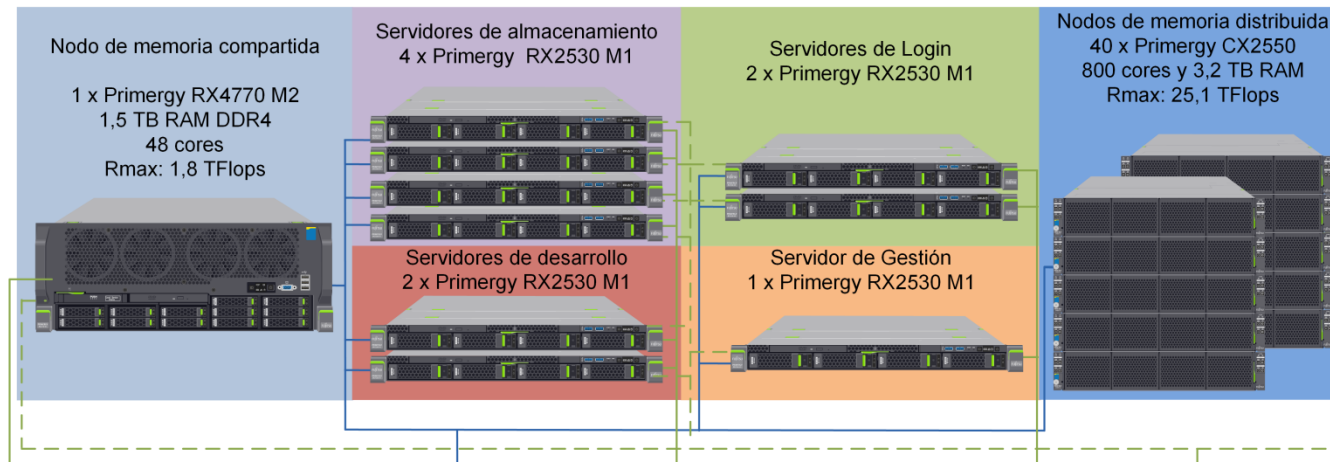 Nodo de memoria compartida
1 x Primergy RX4770 M2
1,5 TB RAM DDR4
48 cores
Rmax: 1,8 TFlops
Servidores de almacenamiento
4 x Primergy RX2530 M1
Servidores de desarrollo
2 x Primergy RX2530 M1
Servidores de Login
2 x Primergy RX2530 M1
Servidor de Gestión
1 x Primergy RX2530 M1
Nodos de memoria distribuida
40 x Primergy CX2550
800 cores y 3,2 TB RAM
Rmax: 25,1 TFlops